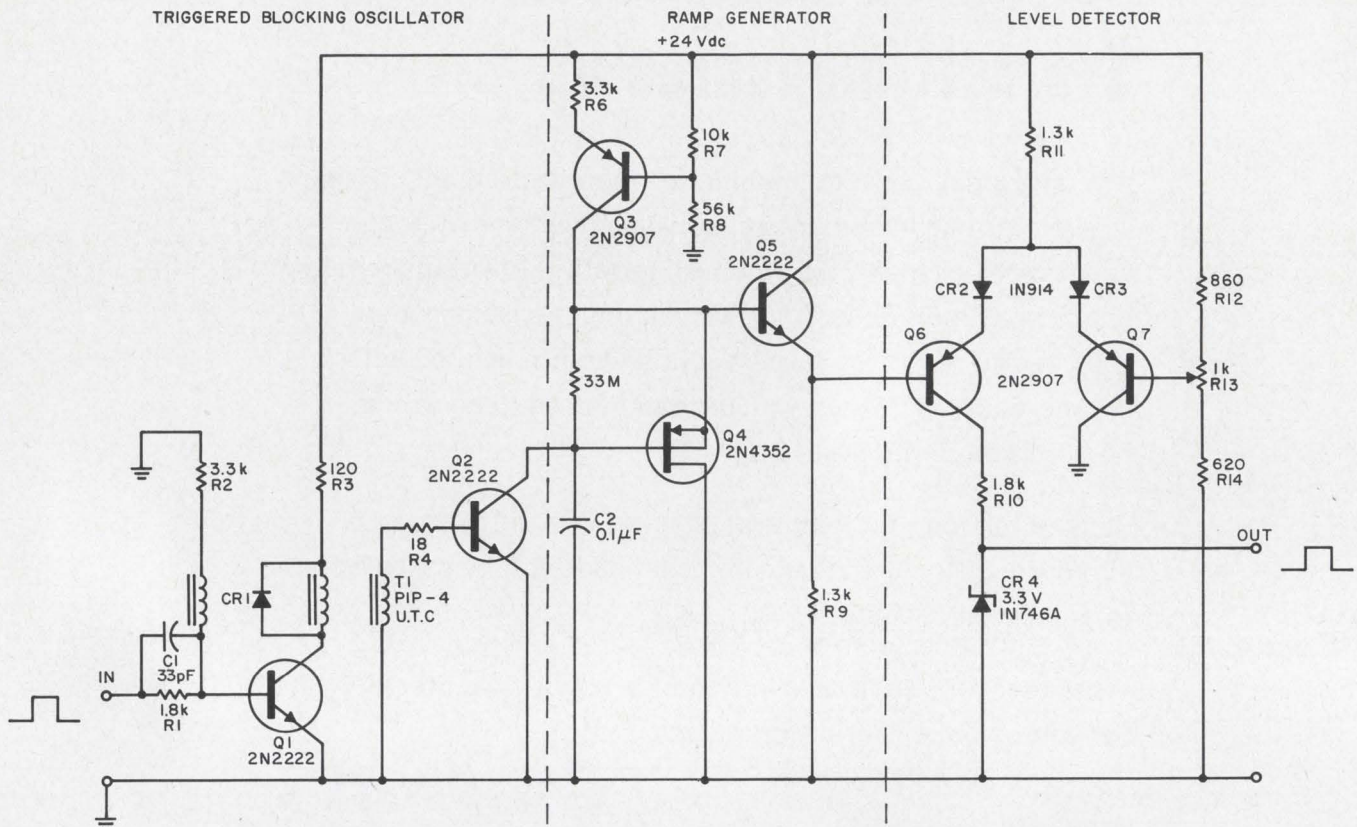 TRIGGERED BLOCKING OSCILLATOR
RAMP GENERATOR
LEVEL DETECTOR
+24 Vdc
3.3k
R6
10k
R7
1.3k
R11
Q3
2N2907
56k
R8
Q5
2N2222
CR2
1N914
CR3
860
R12
Q6
2N2907
Q7
1k
R13
33M
Q4
2N4352
3.3k
R2
120
R3
Q2
2N2222
1.8k
R10
620
R14
18
R4
C2
0.1μF
OUT
CR1
T1
PIP-4
U.T.C
1.3k
R9
CR4
3.3 V
1N746A
C1
33pF
IN
1.8k
R1
Q1
2N2222